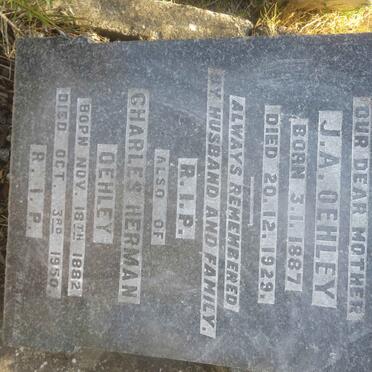 OUR DEAR MOTHER
J. A. OEHLEY
BORN 3. 1. 1887
DIED 20. 12. 1929.
ALWAYS REMEMBERED
BY HUSBAND AND FAMILY.
R. I. P.
ALSO OF
CHARLES HERMAN
OEHLEY
BORN NOV. 18TH 1882
DIED OCT. 3RD 1950.
R. I. P.